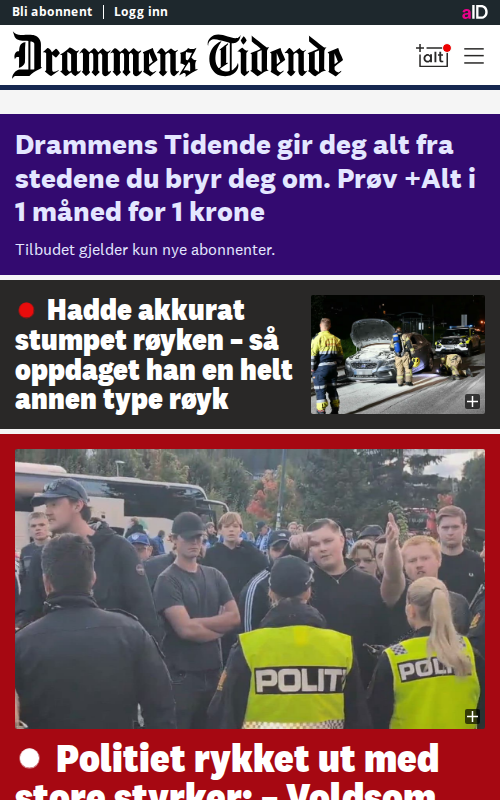 Bli abonnent | Logg inn
aID
Drammens Tidende
+alt
Drammens Tidende gir deg alt fra
stedene du bryr deg om. Prøv +Alt i
1 måned for 1 krone
Tilbudet gjelder kun nye abonnenter.
Hadde akkurat
stumpet røyken – så
oppdaget han en helt
annen type røyk
POLITI
POLI
Politiet rykket ut med
store styrker: – Voldsom